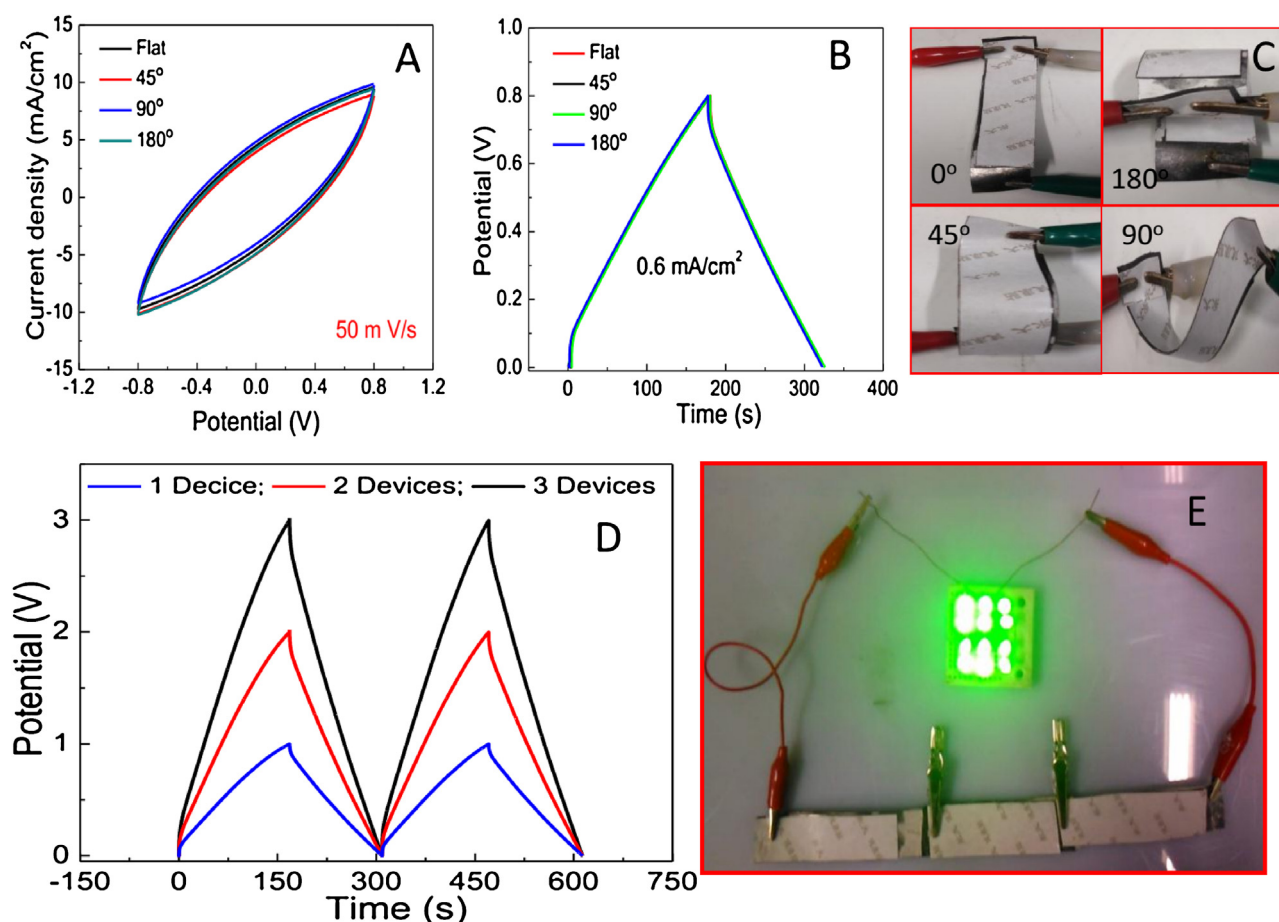 A
Flat
45°
90°
180°
Current density (mA/cm²)
15
10
5
0
-5
-10
-15
50 m V/s
-1.2 -0.8 -0.4 0.0 0.4 0.8 1.2
Potential (V)
B
Flat
45°
90°
180°
Potential (V)
1.0
0.8
0.6
0.4
0.2
0.0
0.6 mA/cm²
0 100 200 300 400
Time (s)
C
0°
180°
45°
90°
1 Decice; 2 Devices; 3 Devices
D
Potential (V)
3
2
1
0
-150 0 150 300 450 600 750
Time (s)
E